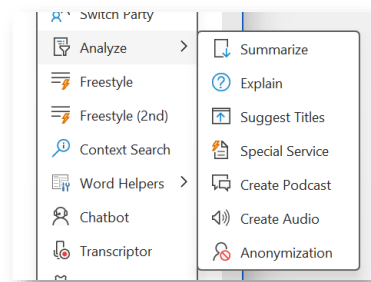 Switch Party
Analyze
Freestyle
Freestyle (2nd)
Context Search
Word Helpers
Chatbot
Transcriptor
Summarize
Explain
Suggest Titles
Special Service
Create Podcast
Create Audio
Anonymization